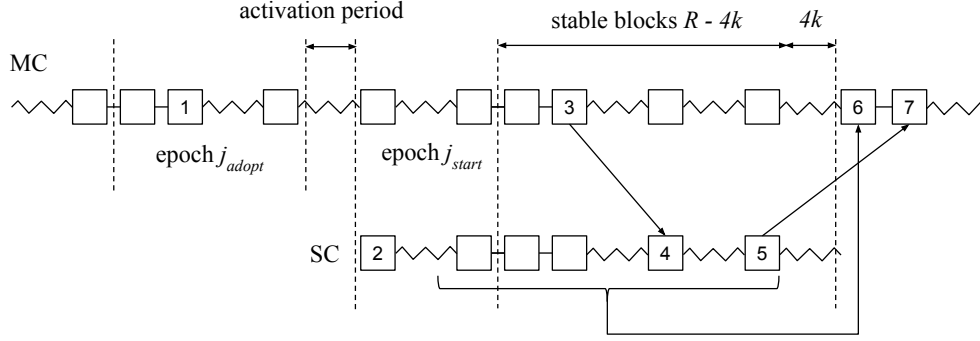 activation period
stable blocks R - 4k
4k
MC
1
3
6
7
epoch j_adopt
epoch j_start
SC
2
4
5